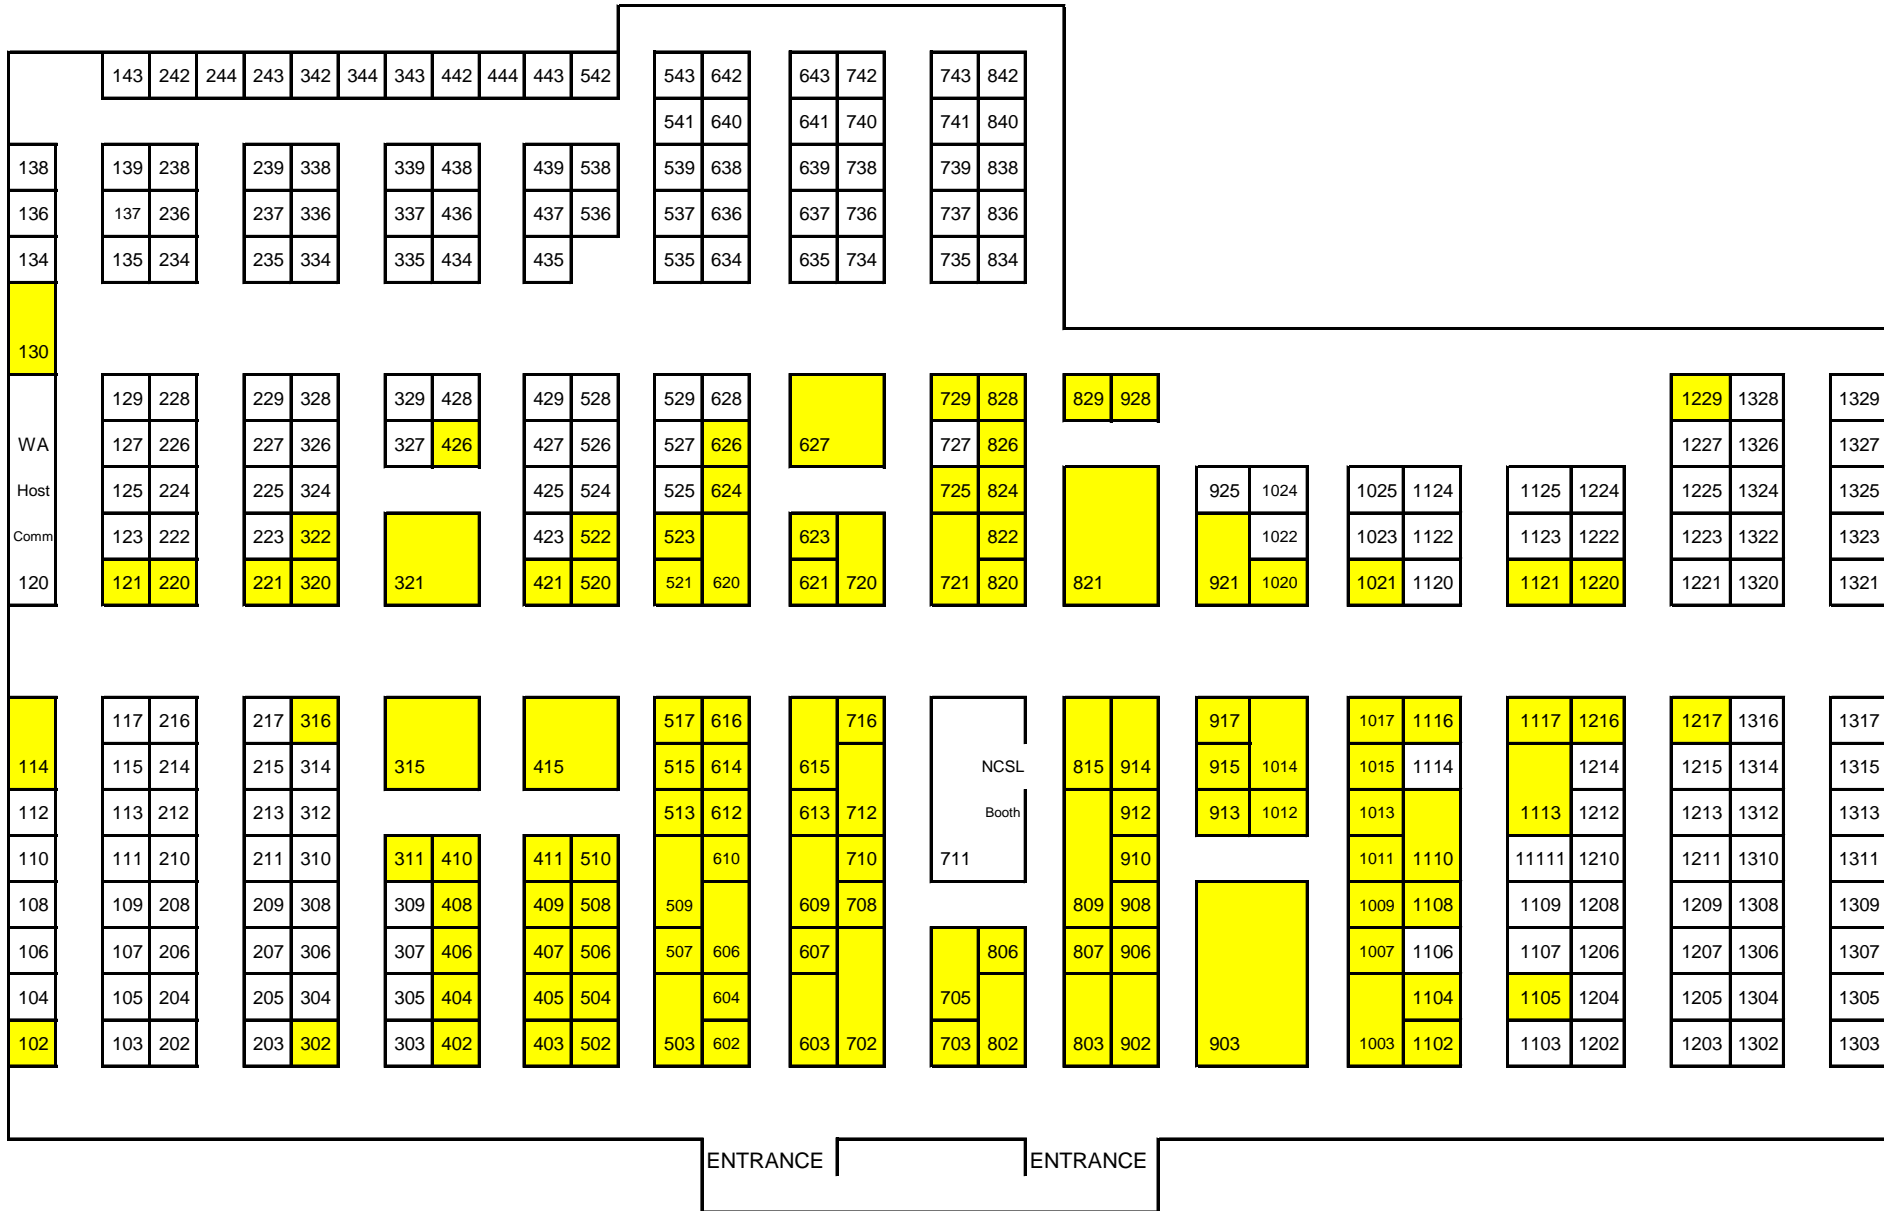 143 242 244 243 342 344 343 442 444 443 542 543 642 643 742 743 842
541 640 641 740 741 840
138 139 238 239 338 339 438 439 538 539 638 639 738 739 838
136 137 236 237 336 337 436 437 536 537 636 637 736 737 836
134 135 234 235 334 335 434 435 535 634 635 734 735 834
130
129 228 229 328 329 428 429 528 529 628 729 828 829 928 1229 1328 1329
WA 127 226 227 326 327 426 427 526 527 626 627 727 826 1227 1326 1327
Host 125 224 225 324 425 524 525 624 725 824 925 1024 1025 1124 1125 1224 1225 1324 1325
Comm 123 222 223 322 423 522 523 623 822 1022 1023 1122 1123 1222 1223 1322 1323
120 121 220 221 320 321 421 520 521 620 621 720 721 820 821 921 1020 1021 1120 1121 1220 1221 1320 1321
117 216 217 316 517 616 716 917 1017 1116 1117 1216 1217 1316 1317
114 115 214 215 314 315 415 515 614 615 NCSL 815 914 915 1014 1015 1114 1214 1215 1314 1315
112 113 212 213 312 513 612 613 712 Booth 912 913 1012 1013 1113 1212 1213 1312 1313
110 111 210 211 310 311 410 411 510 610 710 711 910 1011 1110 11111 1210 1211 1310 1311
108 109 208 209 308 309 408 409 508 509 609 708 809 908 1009 1108 1109 1208 1209 1308 1309
106 107 206 207 306 307 406 407 506 507 606 607 806 807 906 1007 1106 1107 1206 1207 1306 1307
104 105 204 205 304 305 404 405 504 604 705 1104 1105 1204 1205 1304 1305
102 103 202 203 302 303 402 403 502 503 602 603 702 703 802 803 902 903 1003 1102 1103 1202 1203 1302 1303
ENTRANCE ENTRANCE